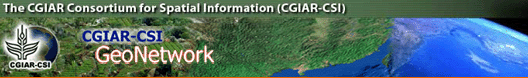 The CGIAR Consortium for Spatial Information (CGIAR-CSI)
CGIAR-CSI
GeoNetwork
CGIAR-CSI